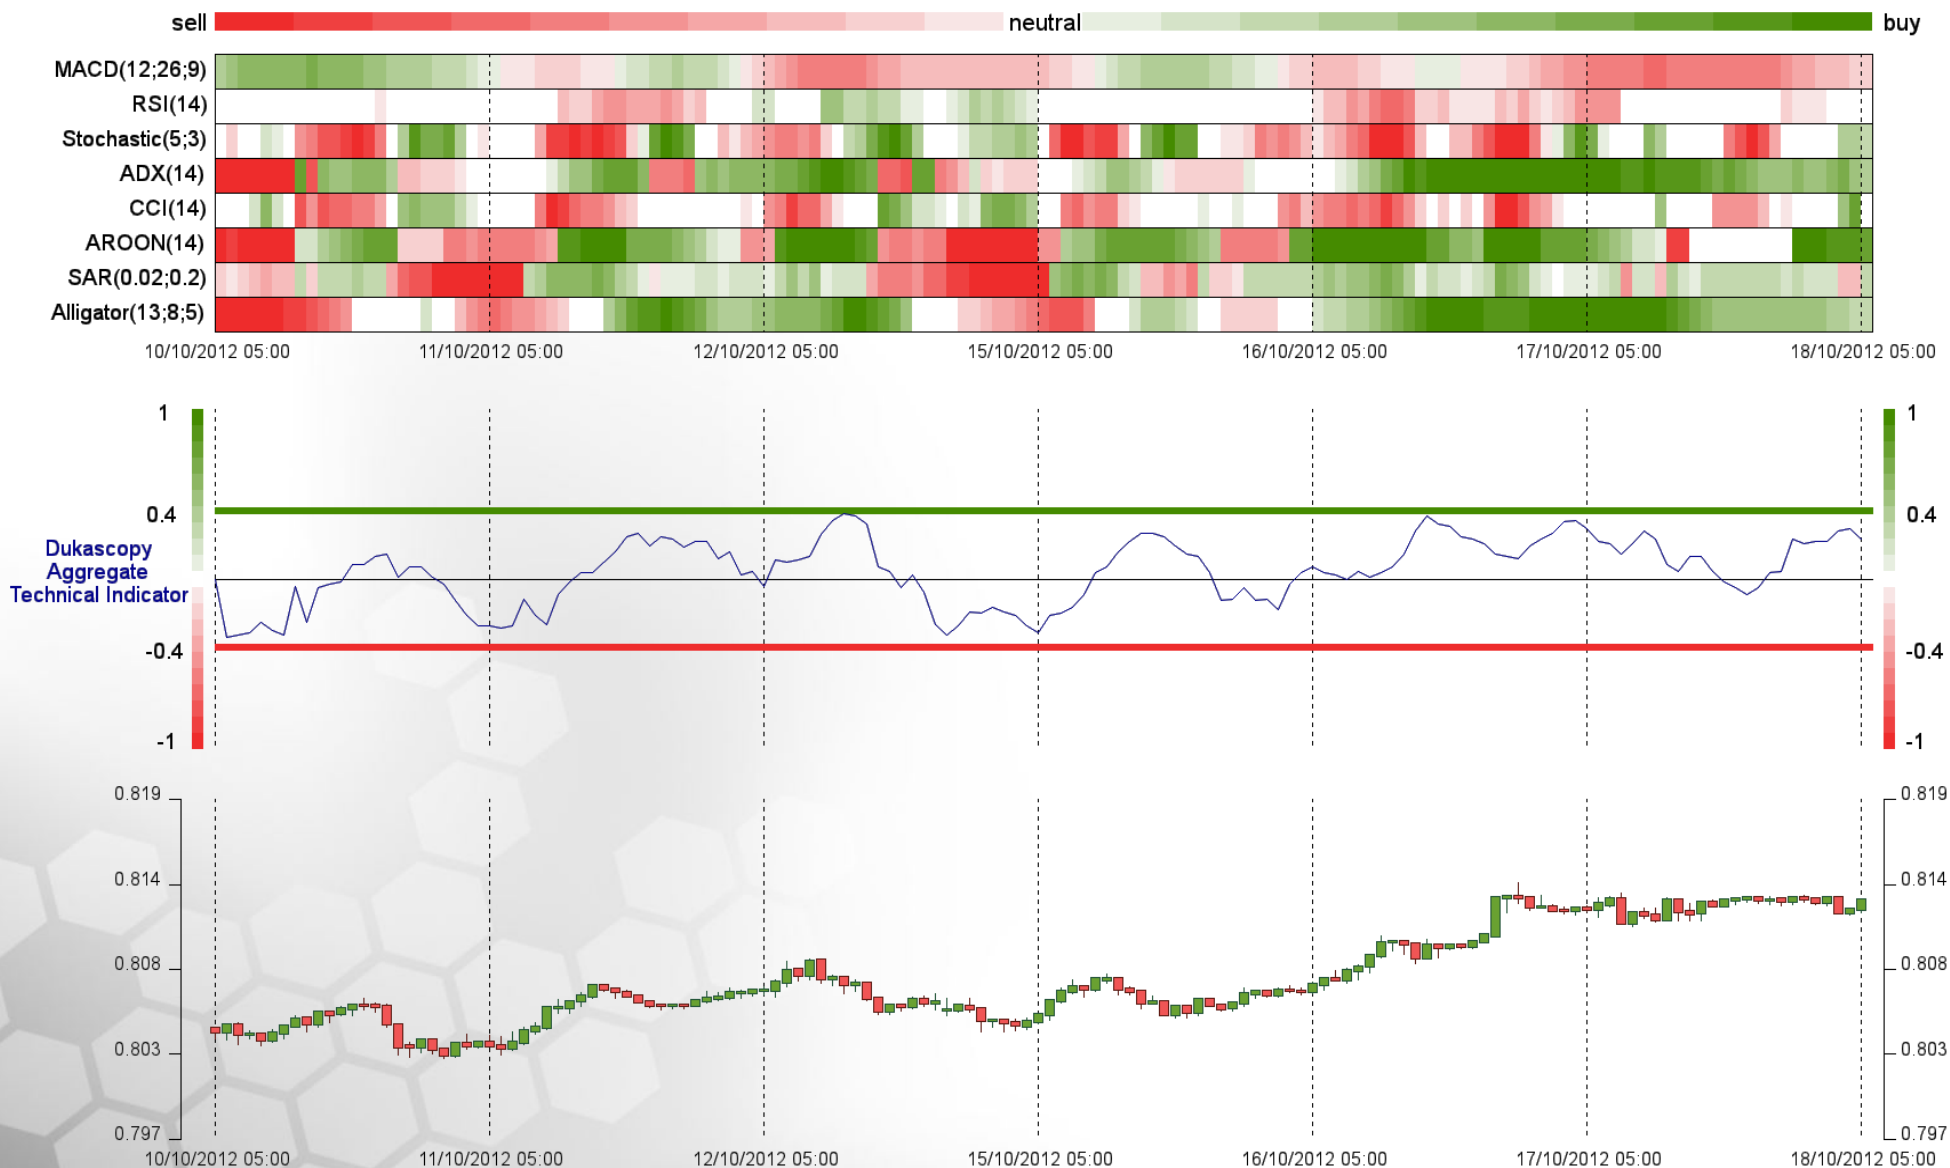 sell neutral buy
MACD(12;26;9)
RSI(14)
Stochastic(5;3)
ADX(14)
CCI(14)
AROON(14)
SAR(0.02;0.2)
Alligator(13;8;5)
10/10/2012 05:00 11/10/2012 05:00 12/10/2012 05:00 15/10/2012 05:00 16/10/2012 05:00 17/10/2012 05:00 18/10/2012 05:00
1 1
0.4 0.4
Dukascopy
Aggregate
Technical Indicator
-0.4 -0.4
-1 -1
0.819 0.819
0.814 0.814
0.808 0.808
0.803 0.803
0.797 0.797
10/10/2012 05:00 11/10/2012 05:00 12/10/2012 05:00 15/10/2012 05:00 16/10/2012 05:00 17/10/2012 05:00 18/10/2012 05:00